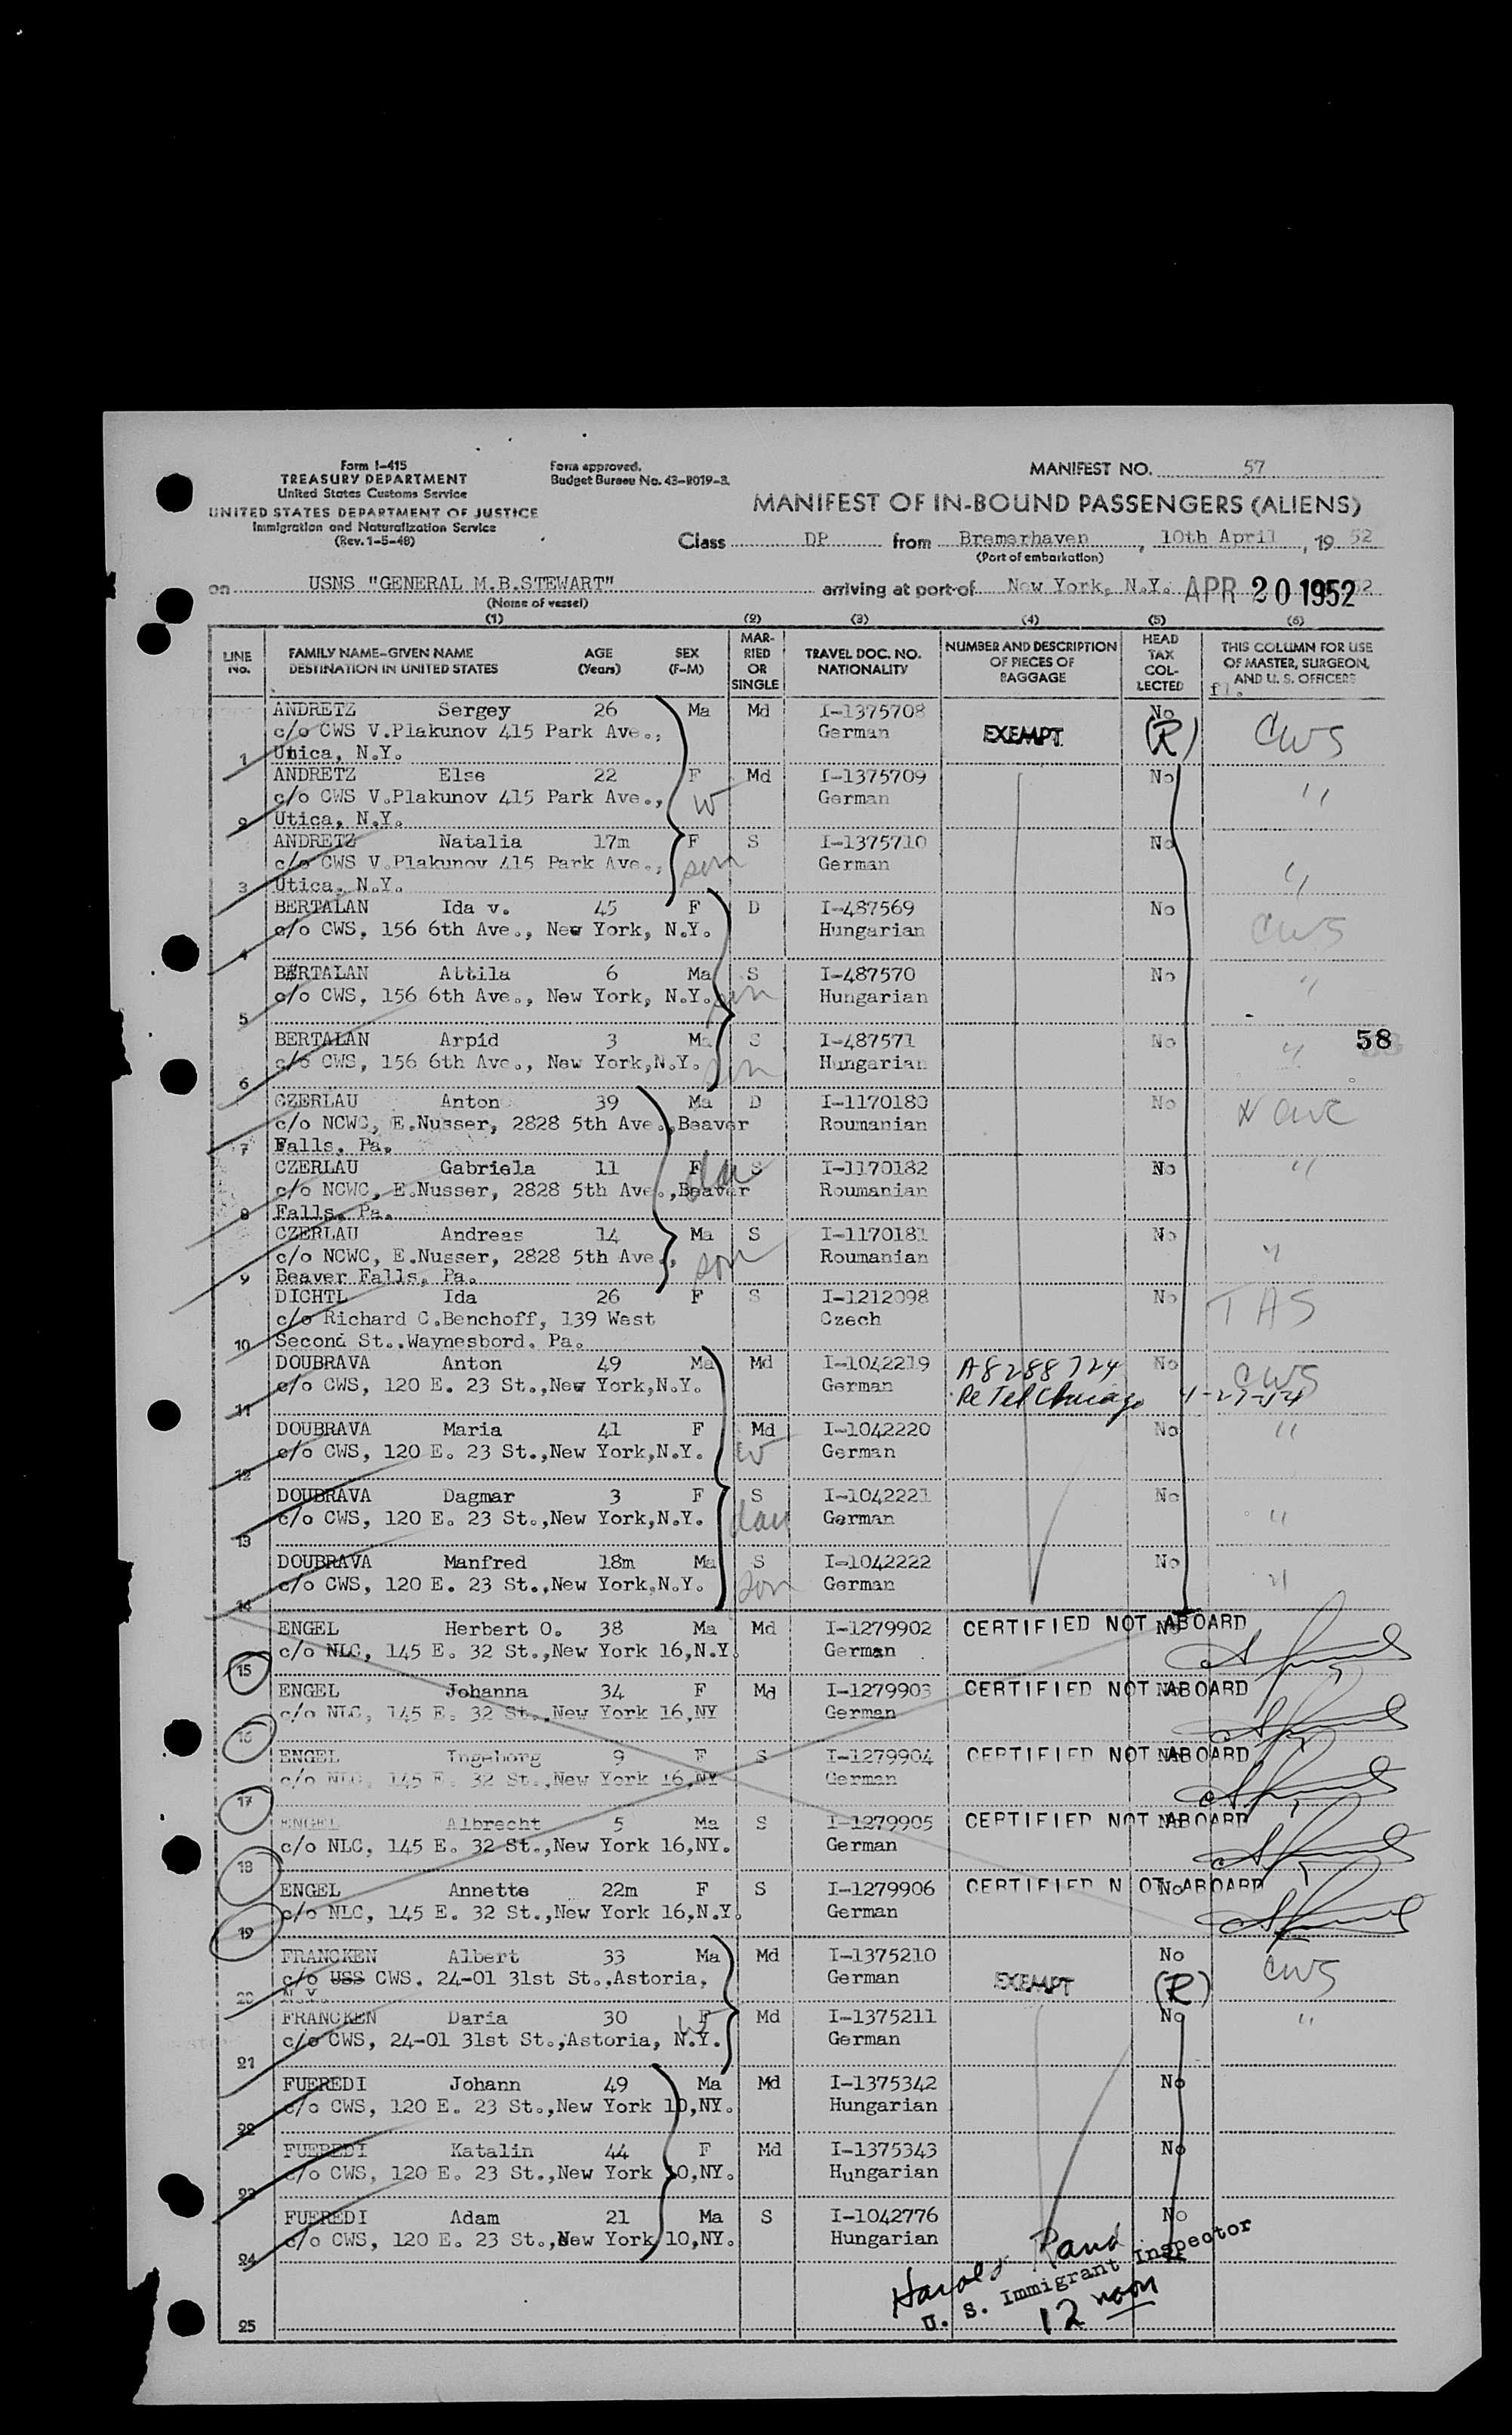 Form I-415
TREASURY DEPARTMENT
United States Customs Service
UNITED STATES DEPARTMENT OF JUSTICE
Immigration and Naturalization Service
(Rev. 1-5-48)
Form approved.
Budget Bureau No. 43-R019-3.
MANIFEST NO. 57
MANIFEST OF IN-BOUND PASSENGERS (ALIENS)
Class DP from Bremerhaven, 10th April, 19 52
(Port of embarkation)
on USNS "GENERAL M.B.STEWART" arriving at port of New York, N.Y. APR 20 1952
(Name of vessel)
(1) (2) (3) (4) (5) (6)
LINE No. FAMILY NAME-GIVEN NAME DESTINATION IN UNITED STATES AGE (Years) SEX (F-M) MARRIED OR SINGLE TRAVEL DOC. NO. NATIONALITY NUMBER AND DESCRIPTION OF PIECES OF BAGGAGE HEAD TAX COLLECTED THIS COLUMN FOR USE OF MASTER, SURGEON, AND U. S. OFFICERS
fl.
ANDRETZ Sergey 26 Ma Md I-1375708 No
c/o CWS V.Plakunov 415 Park Ave., German EXEMPT (R) CWS
1 Utica, N.Y.
ANDRETZ Else 22 F Md I-1375709 No
c/o CWS V.Plakunov 415 Park Ave., W German "
2 Utica, N.Y.
ANDRETZ Natalia 17m F S I-1375710 No
c/o CWS V.Plakunov 415 Park Ave., son German "
3 Utica, N.Y.
BERTALAN Ida v. 45 F D I-487569 No
c/o CWS, 156 6th Ave., New York, N.Y. Hungarian CWS
4
BERTALAN Attila 6 Ma S I-487570 No
c/o CWS, 156 6th Ave., New York, N.Y. son Hungarian "
5
BERTALAN Arpid 3 Ma S I-487571 No 58
c/o CWS, 156 6th Ave., New York,N.Y. son Hungarian "
6
CZERLAU Anton 39 Ma D I-1170180 No NCWC
c/o NCWC, E.Nusser, 2828 5th Ave.,Beaver Roumanian
7 Falls, Pa.
CZERLAU Gabriela 11 F dau S I-1170182 No "
c/o NCWC, E.Nusser, 2828 5th Ave.,Beaver Roumanian
8 Falls, Pa.
CZERLAU Andreas 14 Ma S I-1170181 No
c/o NCWC, E.Nusser, 2828 5th Ave., son Roumanian "
9 Beaver Falls, Pa.
DICHTL Ida 26 F S I-1212098 No TAS
c/o Richard C.Benchoff, 139 West Czech
10 Second St..Waynesbord. Pa.
DOUBRAVA Anton 49 Ma Md I-1042219 A8288724 No CWS
c/o CWS, 120 E. 23 St.,New York,N.Y. German Re Tel Chicago
11
DOUBRAVA Maria 41 F Md I-1042220 No "
c/o CWS, 120 E. 23 St.,New York,N.Y. W German
12
DOUBRAVA Dagmar 3 F S I-1042221 No
c/o CWS, 120 E. 23 St.,New York,N.Y. dau German "
13
DOUBRAVA Manfred 18m Ma S I-1042222 No
c/o CWS, 120 E. 23 St.,New York,N.Y. son German "
14
ENGEL Herbert O. 38 Ma Md I-1279902 CERTIFIED NOT ABOARD No
c/o NLC, 145 E. 32 St.,New York 16,N.Y. German
15
ENGEL Johanna 34 F Md I-1279903 CERTIFIED NOT ABOARD No
c/o NLC, 145 E. 32 St.,New York 16,NY German
16
ENGEL Ingeborg 9 F S I-1279904 CERTIFIED NOT ABOARD No
c/o NLC, 145 E. 32 St.,New York 16,NY German
17
ENGEL Albrecht 5 Ma S I-1279905 CERTIFIED NOT ABOARD No
c/o NLC, 145 E. 32 St.,New York 16,NY. German
18
ENGEL Annette 22m F S I-1279906 CERTIFIED NOT ABOARD No
c/o NLC, 145 E. 32 St.,New York 16,N.Y. German
19
FRANCKEN Albert 33 Ma Md I-1375210 No CWS
c/o USS CWS. 24-01 31st St.,Astoria, German EXEMPT (R)
20 N.Y.
FRANCKEN Daria 30 F W Md I-1375211 No "
c/o CWS, 24-01 31st St.,Astoria, N.Y. German
21
FUEREDI Johann 49 Ma Md I-1375342 No
c/o CWS, 120 E. 23 St.,New York 10,NY. Hungarian
22
FUEREDI Katalin 44 F Md I-1375343 No
c/o CWS, 120 E. 23 St.,New York 10,NY. Hungarian
23
FUEREDI Adam 21 Ma S I-1042776 No
c/o CWS, 120 E. 23 St.,New York 10,NY. Hungarian
24
Harold Rand
U. S. Immigrant Inspector
12 noon
25